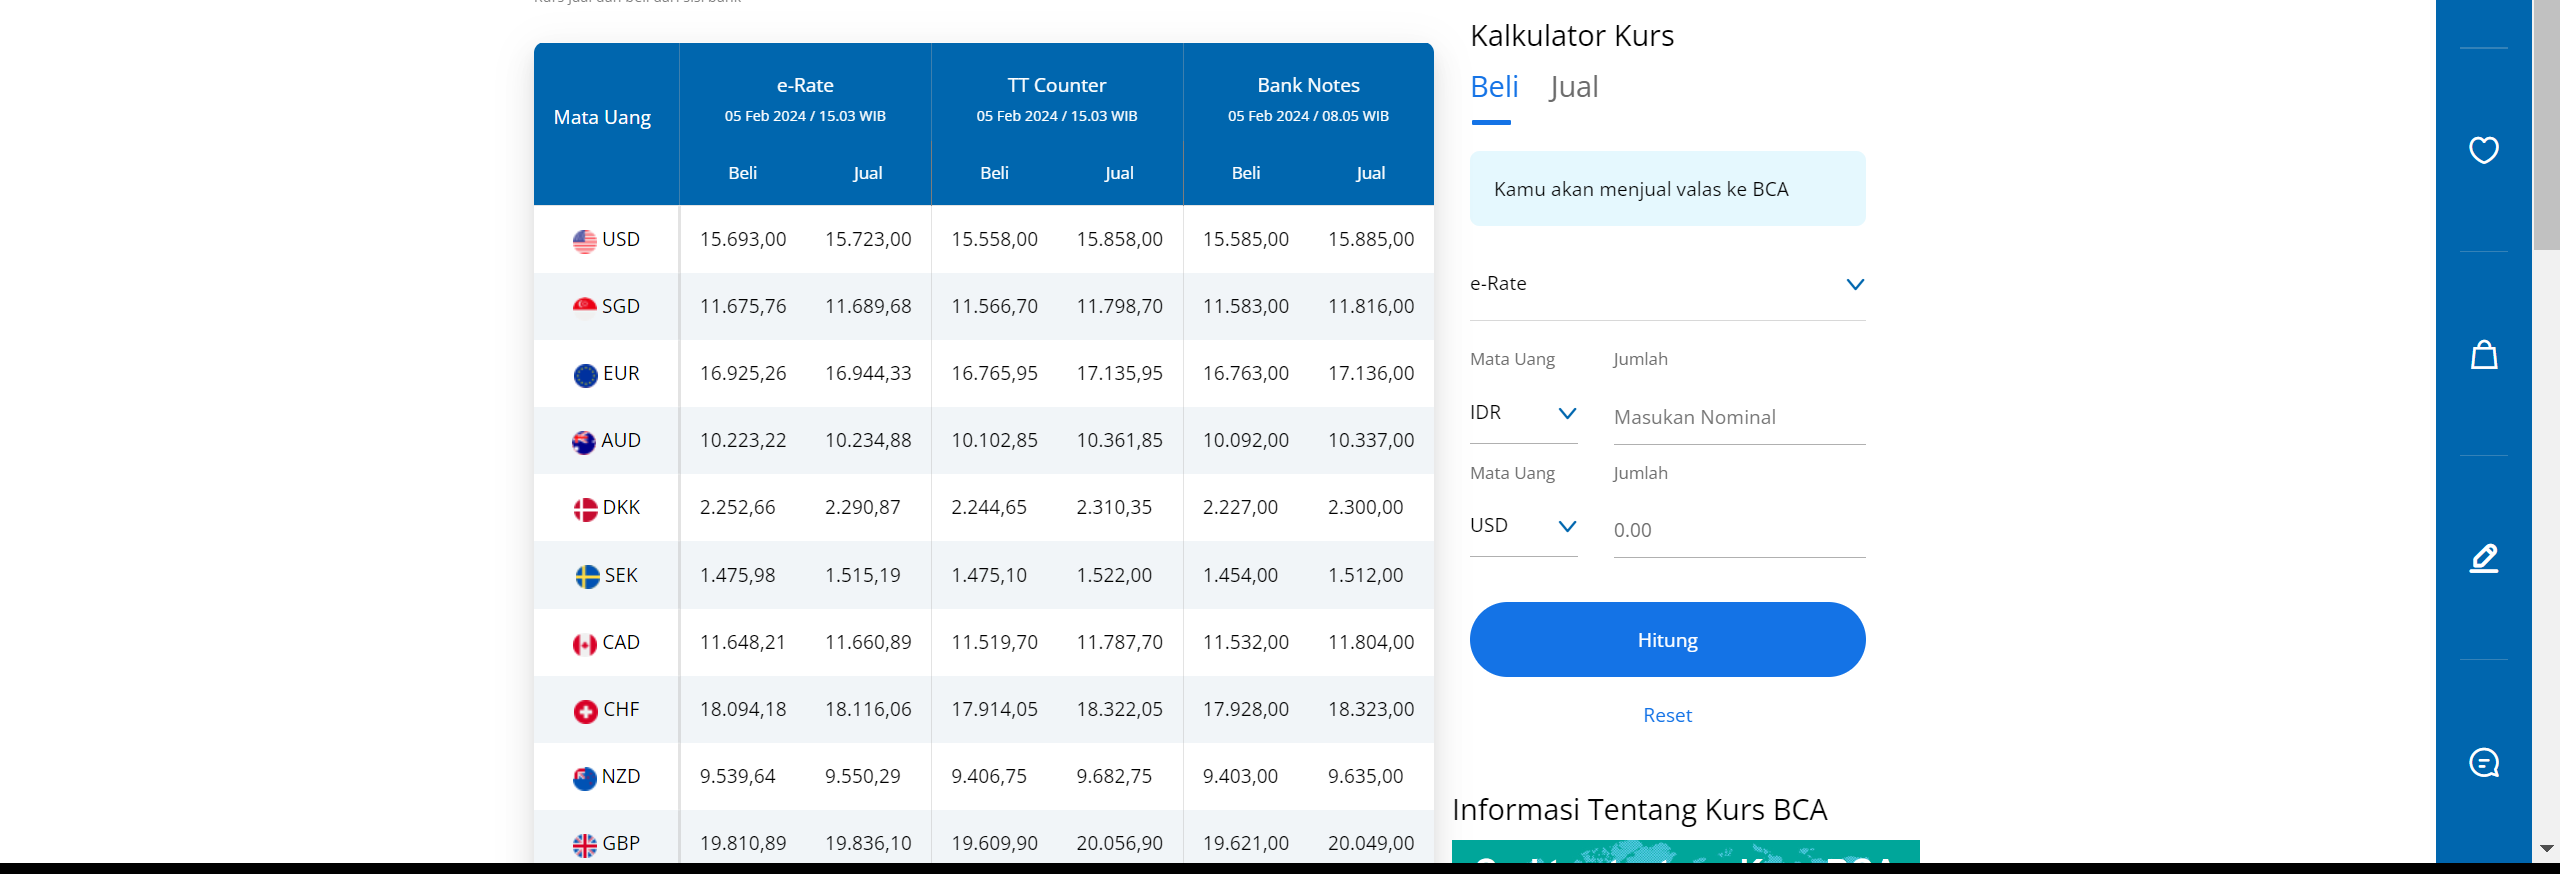 Kurs jual dan beli dari sisi bank
Mata Uang
e-Rate
05 Feb 2024 / 15.03 WIB
Beli Jual
TT Counter
05 Feb 2024 / 15.03 WIB
Beli Jual
Bank Notes
05 Feb 2024 / 08.05 WIB
Beli Jual
USD 15.693,00 15.723,00 15.558,00 15.858,00 15.585,00 15.885,00
SGD 11.675,76 11.689,68 11.566,70 11.798,70 11.583,00 11.816,00
EUR 16.925,26 16.944,33 16.765,95 17.135,95 16.763,00 17.136,00
AUD 10.223,22 10.234,88 10.102,85 10.361,85 10.092,00 10.337,00
DKK 2.252,66 2.290,87 2.244,65 2.310,35 2.227,00 2.300,00
SEK 1.475,98 1.515,19 1.475,10 1.522,00 1.454,00 1.512,00
CAD 11.648,21 11.660,89 11.519,70 11.787,70 11.532,00 11.804,00
CHF 18.094,18 18.116,06 17.914,05 18.322,05 17.928,00 18.323,00
NZD 9.539,64 9.550,29 9.406,75 9.682,75 9.403,00 9.635,00
GBP 19.810,89 19.836,10 19.609,90 20.056,90 19.621,00 20.049,00
Kalkulator Kurs
Beli Jual
Kamu akan menjual valas ke BCA
e-Rate
Mata Uang Jumlah
IDR Masukan Nominal
Mata Uang Jumlah
USD 0.00
Hitung
Reset
Informasi Tentang Kurs BCA